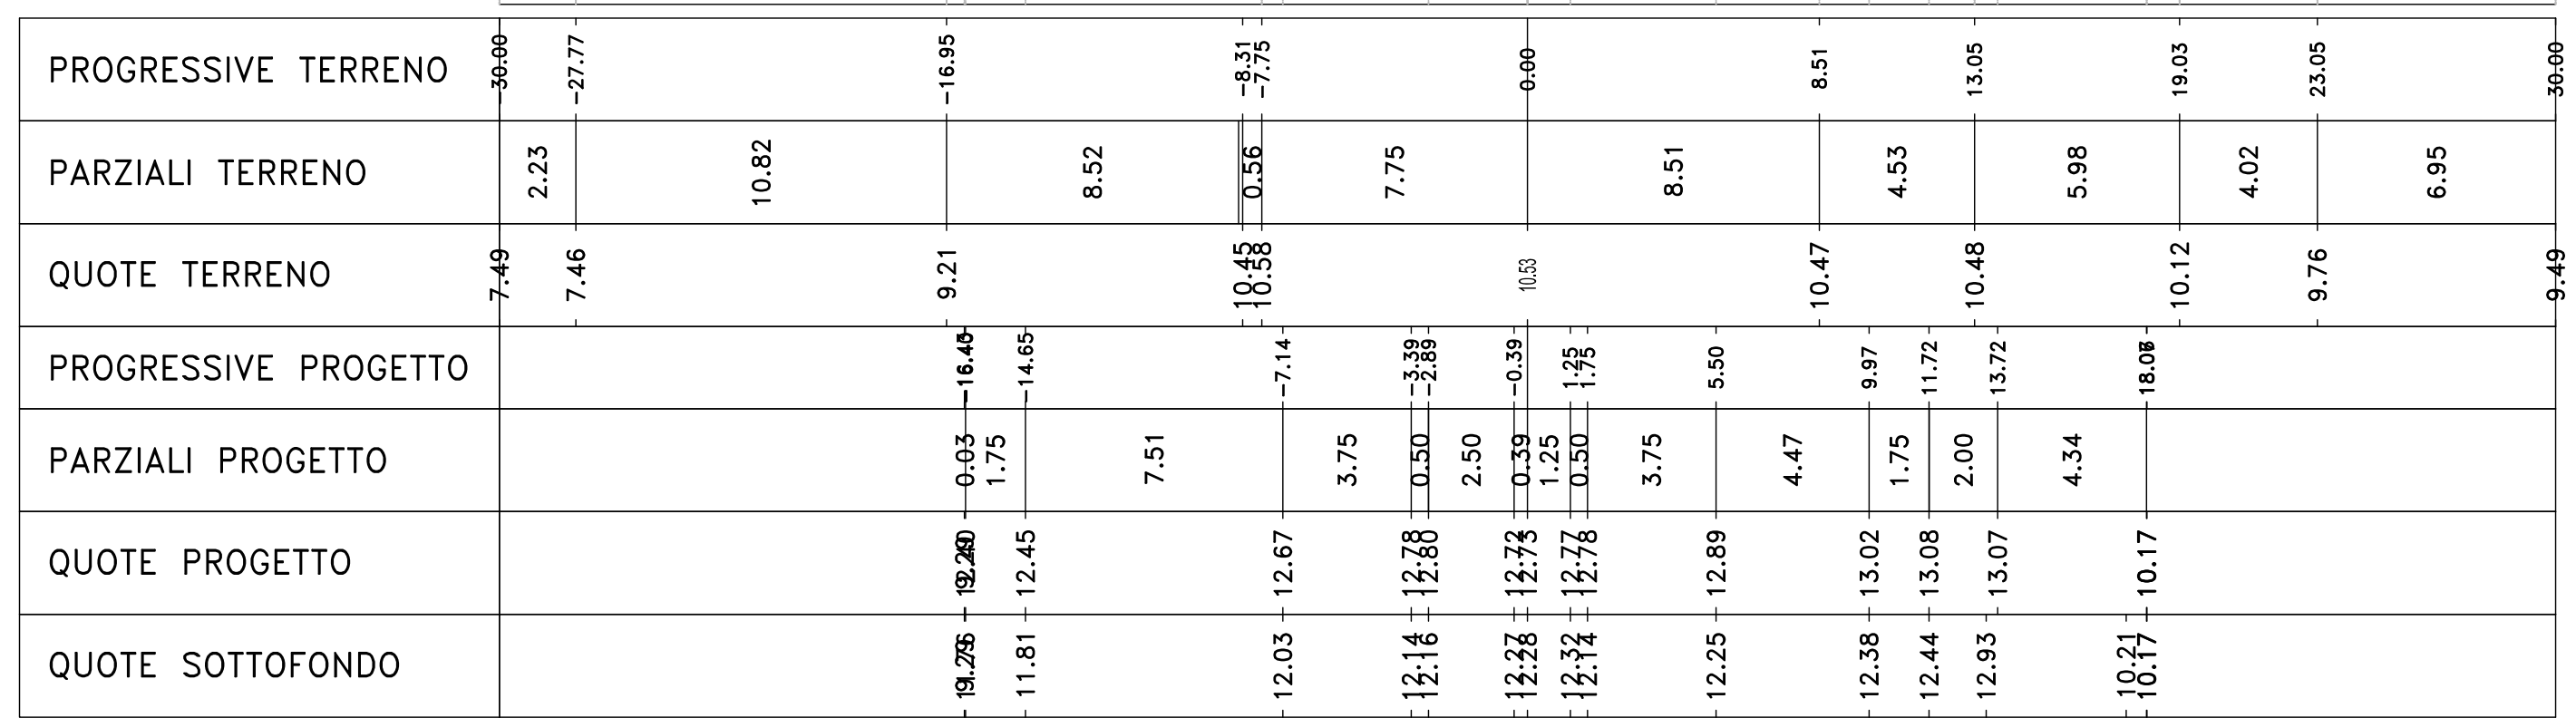 PROGRESSIVE TERRENO -30.00 -27.77 -16.95 -8.31 -7.75 0.00 8.51 13.05 19.03 23.05 30.00
PARZIALI TERRENO 2.23 10.82 8.52 0.56 7.75 8.51 4.53 5.98 4.02 6.95
QUOTE TERRENO 7.49 7.46 9.21 10.45 10.58 10.53 10.47 10.48 10.12 9.76 9.49
PROGRESSIVE PROGETTO -14.65 -7.14 -3.39 -2.89 -0.39 1.25 1.75 5.50 9.97 11.72 13.72
PARZIALI PROGETTO 0.03 1.75 7.51 3.75 0.50 2.50 0.39 1.25 0.50 3.75 4.47 1.75 2.00 4.34
QUOTE PROGETTO 12.45 12.67 12.78 12.80 12.72 12.73 12.77 12.78 12.89 13.02 13.08 13.07 10.17
QUOTE SOTTOFONDO 11.81 12.03 12.14 12.16 12.27 12.28 12.32 12.14 12.25 12.38 12.44 12.93 10.21 10.17